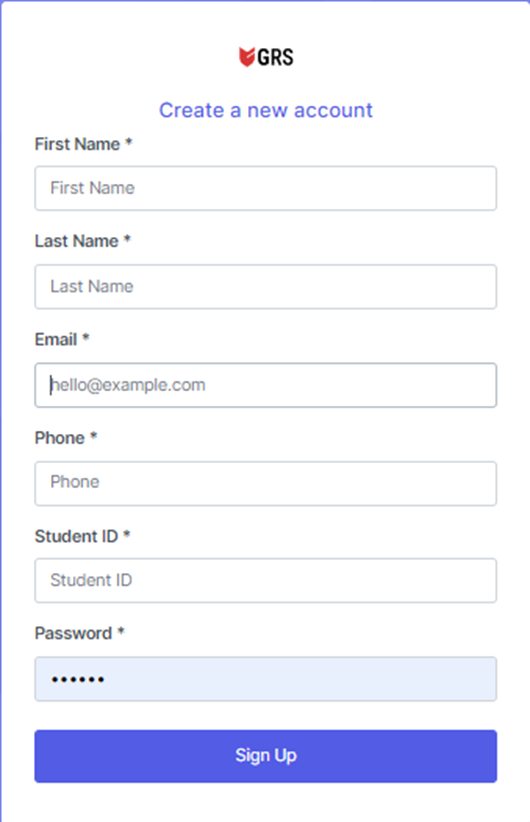 GRS
Create a new account
First Name *
First Name
Last Name *
Last Name
Email *
hello@example.com
Phone *
Phone
Student ID *
Student ID
Password *
••••••
Sign Up